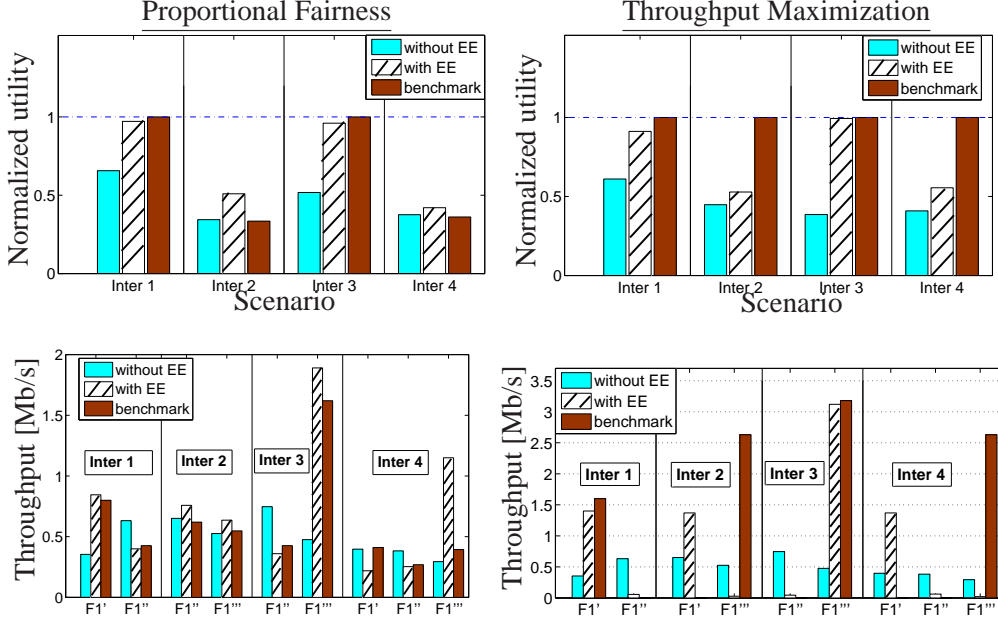 Proportional Fairness
Normalized utility
without EE
with EE
benchmark
1
0.5
0
Inter 1
Inter 2
Inter 3
Inter 4
Scenario
Throughput Maximization
Normalized utility
without EE
with EE
benchmark
1
0.5
0
Inter 1
Inter 2
Inter 3
Inter 4
Scenario
Throughput [Mb/s]
without EE
with EE
benchmark
2
1.5
1
0.5
0
Inter 1
Inter 2
Inter 3
Inter 4
F1'
F1''
F1''
F1'''
F1''
F1'''
F1'
F1''
F1'''
Throughput [Mb/s]
without EE
with EE
benchmark
3.5
3
2.5
2
1.5
1
0.5
0
Inter 1
Inter 2
Inter 3
Inter 4
F1'
F1''
F1'
F1'''
F1''
F1'''
F1'
F1''
F1'''